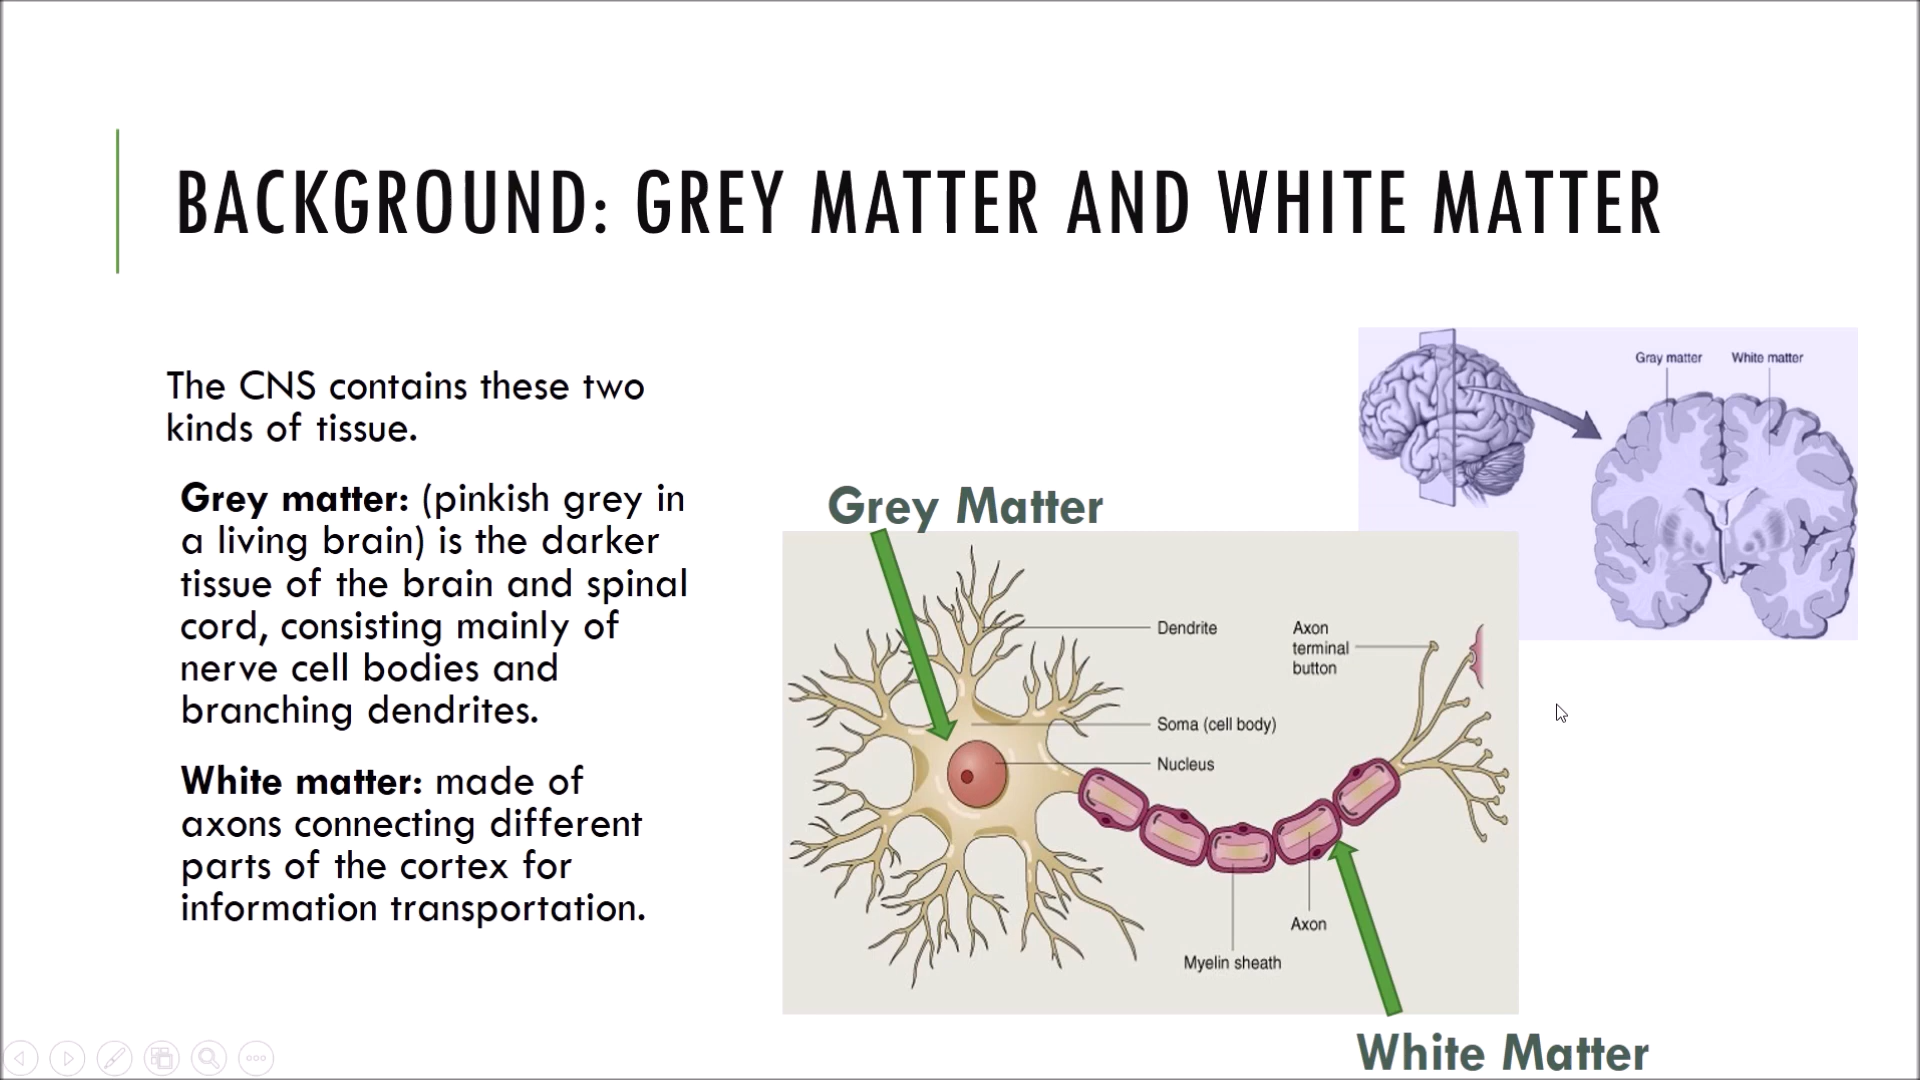 BACKGROUND: GREY MATTER AND WHITE MATTER
The CNS contains these two
kinds of tissue.
Grey matter: (pinkish grey in
a living brain) is the darker
tissue of the brain and spinal
cord, consisting mainly of
nerve cell bodies and
branching dendrites.
White matter: made of
axons connecting different
parts of the cortex for
information transportation.
Gray matter
White matter
Grey Matter
Dendrite
Axon
terminal
button
Soma (cell body)
Nucleus
Axon
Myelin sheath
White Matter